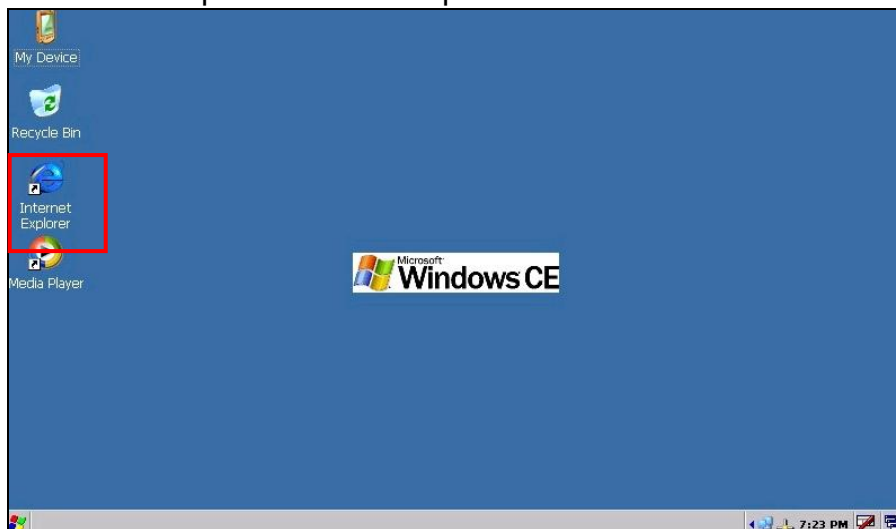 My Device
Recycle Bin
Internet
Explorer
Media Player
Microsoft
Windows CE
7:23 PM